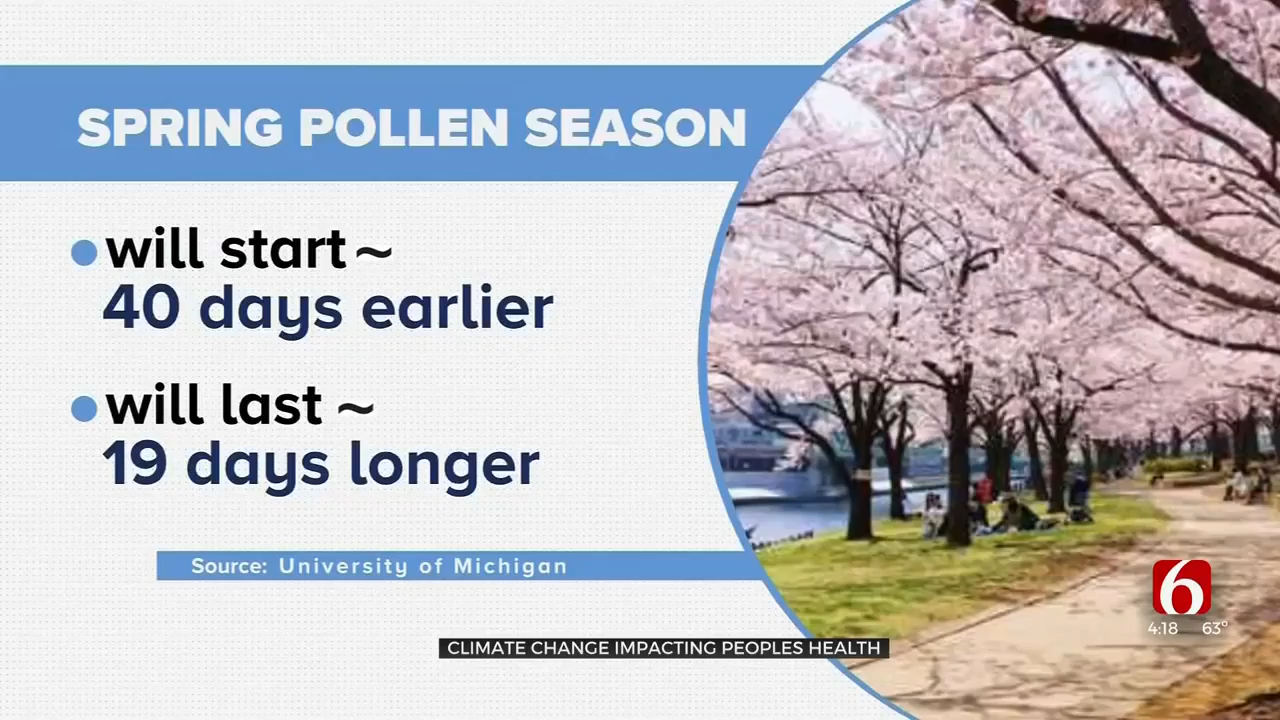 SPRING POLLEN SEASON
will start ~
40 days earlier
will last ~
19 days longer
Source: University of Michigan
6
4:18 63°
CLIMATE CHANGE IMPACTING PEOPLES HEALTH